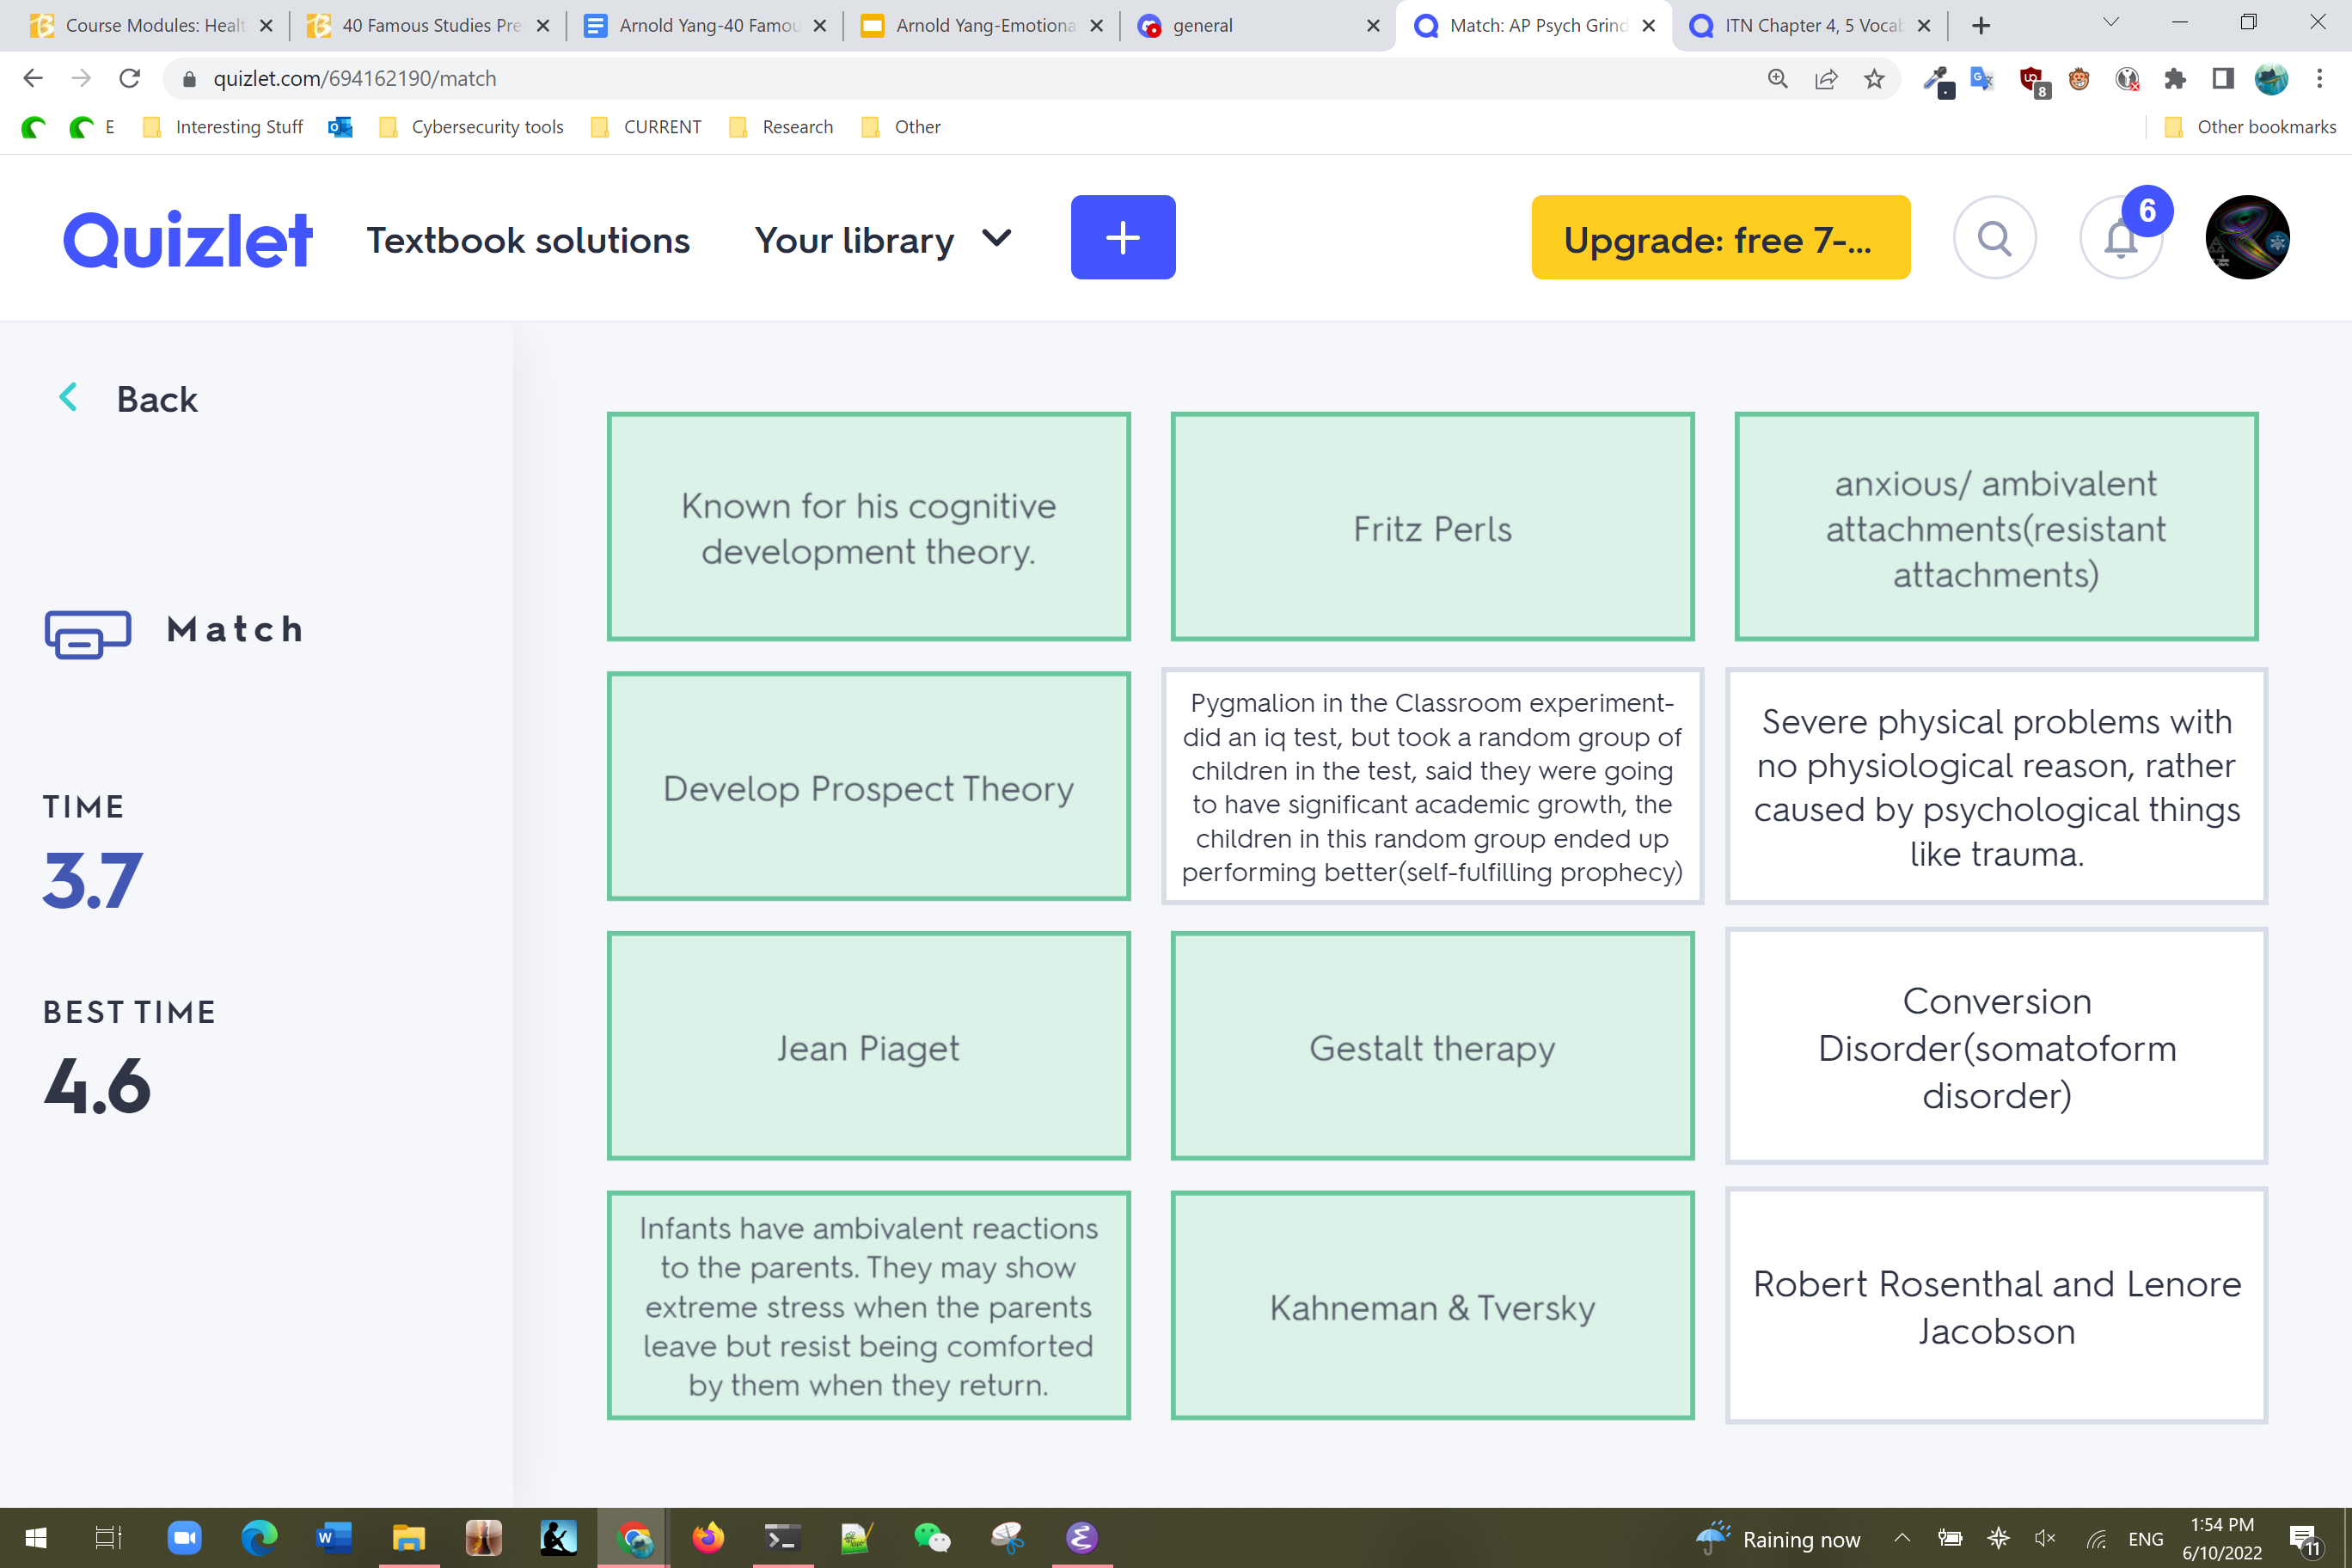 Course Modules: Healt
40 Famous Studies Pre
Arnold Yang-40 Famou
Arnold Yang-Emotiona
general
Match: AP Psych Grind
ITN Chapter 4, 5 Vocab
quizlet.com/694162190/match
8
E
Interesting Stuff
Cybersecurity tools
CURRENT
Research
Other
Other bookmarks
Quizlet
Textbook solutions
Your library
Upgrade: free 7-...
6
Back
Match
TIME
3.7
BEST TIME
4.6
Known for his cognitive
development theory.
Fritz Perls
anxious/ ambivalent
attachments(resistant
attachments)
Develop Prospect Theory
Pygmalion in the Classroom experiment-
did an iq test, but took a random group of
children in the test, said they were going
to have significant academic growth, the
children in this random group ended up
performing better(self-fulfilling prophecy)
Severe physical problems with
no physiological reason, rather
caused by psychological things
like trauma.
Jean Piaget
Gestalt therapy
Conversion
Disorder(somatoform
disorder)
Infants have ambivalent reactions
to the parents. They may show
extreme stress when the parents
leave but resist being comforted
by them when they return.
Kahneman & Tversky
Robert Rosenthal and Lenore
Jacobson
Raining now
ENG
1:54 PM
6/10/2022
11